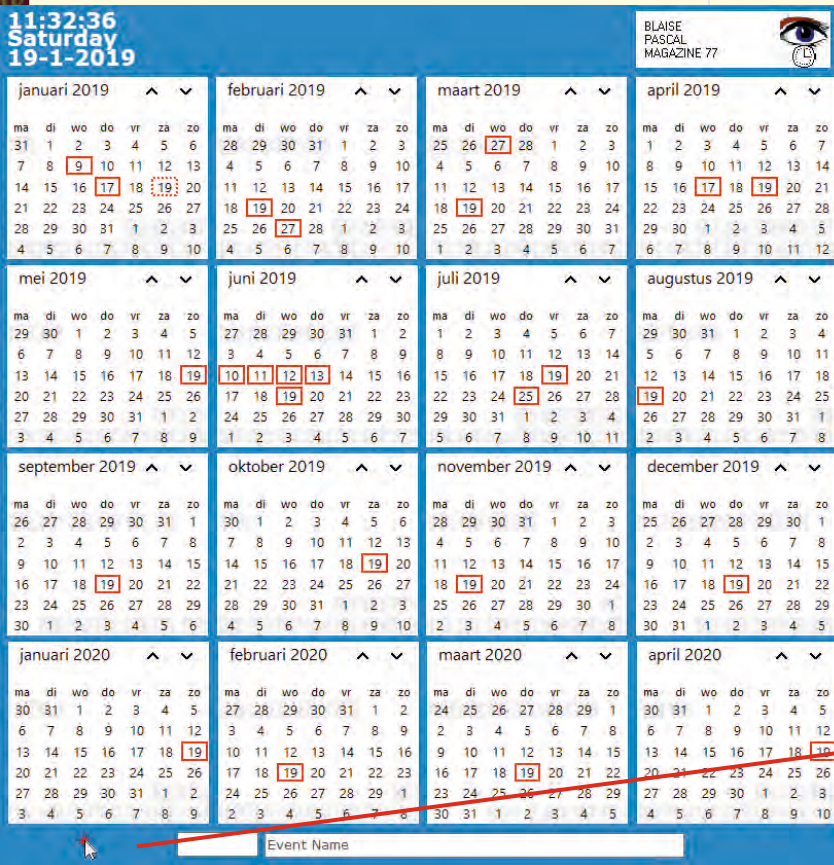 11:32:36
Saturday
19-1-2019
BLAISE
PASCAL
MAGAZINE 77
januari 2019
ma di wo do vr za zo
31 1 2 3 4 5 6
7 8 9 10 11 12 13
14 15 16 17 18 19 20
21 22 23 24 25 26 27
28 29 30 31 1 2 3
4 5 6 7 8 9 10
februari 2019
ma di wo do vr za zo
28 29 30 31 1 2 3
4 5 6 7 8 9 10
11 12 13 14 15 16 17
18 19 20 21 22 23 24
25 26 27 28 1 2 3
4 5 6 7 8 9 10
maart 2019
ma di wo do vr za zo
25 26 27 28 1 2 3
4 5 6 7 8 9 10
11 12 13 14 15 16 17
18 19 20 21 22 23 24
25 26 27 28 29 30 31
1 2 3 4 5 6 7
april 2019
ma di wo do vr za zo
1 2 3 4 5 6 7
8 9 10 11 12 13 14
15 16 17 18 19 20 21
22 23 24 25 26 27 28
29 30 1 2 3 4 5
6 7 8 9 10 11 12
mei 2019
ma di wo do vr za zo
29 30 1 2 3 4 5
6 7 8 9 10 11 12
13 14 15 16 17 18 19
20 21 22 23 24 25 26
27 28 29 30 31 1 2
3 4 5 6 7 8 9
juni 2019
ma di wo do vr za zo
27 28 29 30 31 1 2
3 4 5 6 7 8 9
10 11 12 13 14 15 16
17 18 19 20 21 22 23
24 25 26 27 28 29 30
1 2 3 4 5 6 7
juli 2019
ma di wo do vr za zo
1 2 3 4 5 6 7
8 9 10 11 12 13 14
15 16 17 18 19 20 21
22 23 24 25 26 27 28
29 30 31 1 2 3 4
5 6 7 8 9 10 11
augustus 2019
ma di wo do vr za zo
29 30 31 1 2 3 4
5 6 7 8 9 10 11
12 13 14 15 16 17 18
19 20 21 22 23 24 25
26 27 28 29 30 31 1
2 3 4 5 6 7 8
september 2019
ma di wo do vr za zo
26 27 28 29 30 31 1
2 3 4 5 6 7 8
9 10 11 12 13 14 15
16 17 18 19 20 21 22
23 24 25 26 27 28 29
30 1 2 3 4 5 6
oktober 2019
ma di wo do vr za zo
30 1 2 3 4 5 6
7 8 9 10 11 12 13
14 15 16 17 18 19 20
21 22 23 24 25 26 27
28 29 30 31 1 2 3
4 5 6 7 8 9 10
november 2019
ma di wo do vr za zo
28 29 30 31 1 2 3
4 5 6 7 8 9 10
11 12 13 14 15 16 17
18 19 20 21 22 23 24
25 26 27 28 29 30 1
2 3 4 5 6 7 8
december 2019
ma di wo do vr za zo
25 26 27 28 29 30 1
2 3 4 5 6 7 8
9 10 11 12 13 14 15
16 17 18 19 20 21 22
23 24 25 26 27 28 29
30 31 1 2 3 4 5
januari 2020
ma di wo do vr za zo
30 31 1 2 3 4 5
6 7 8 9 10 11 12
13 14 15 16 17 18 19
20 21 22 23 24 25 26
27 28 29 30 31 1 2
3 4 5 6 7 8 9
februari 2020
ma di wo do vr za zo
27 28 29 30 31 1 2
3 4 5 6 7 8 9
10 11 12 13 14 15 16
17 18 19 20 21 22 23
24 25 26 27 28 29 1
2 3 4 5 6 7 8
maart 2020
ma di wo do vr za zo
24 25 26 27 28 29 1
2 3 4 5 6 7 8
9 10 11 12 13 14 15
16 17 18 19 20 21 22
23 24 25 26 27 28 29
30 31 1 2 3 4 5
april 2020
ma di wo do vr za zo
30 31 1 2 3 4 5
6 7 8 9 10 11 12
13 14 15 16 17 18 19
20 21 22 23 24 25 26
27 28 29 30 1 2 3
4 5 6 7 8 9 10
Event Name